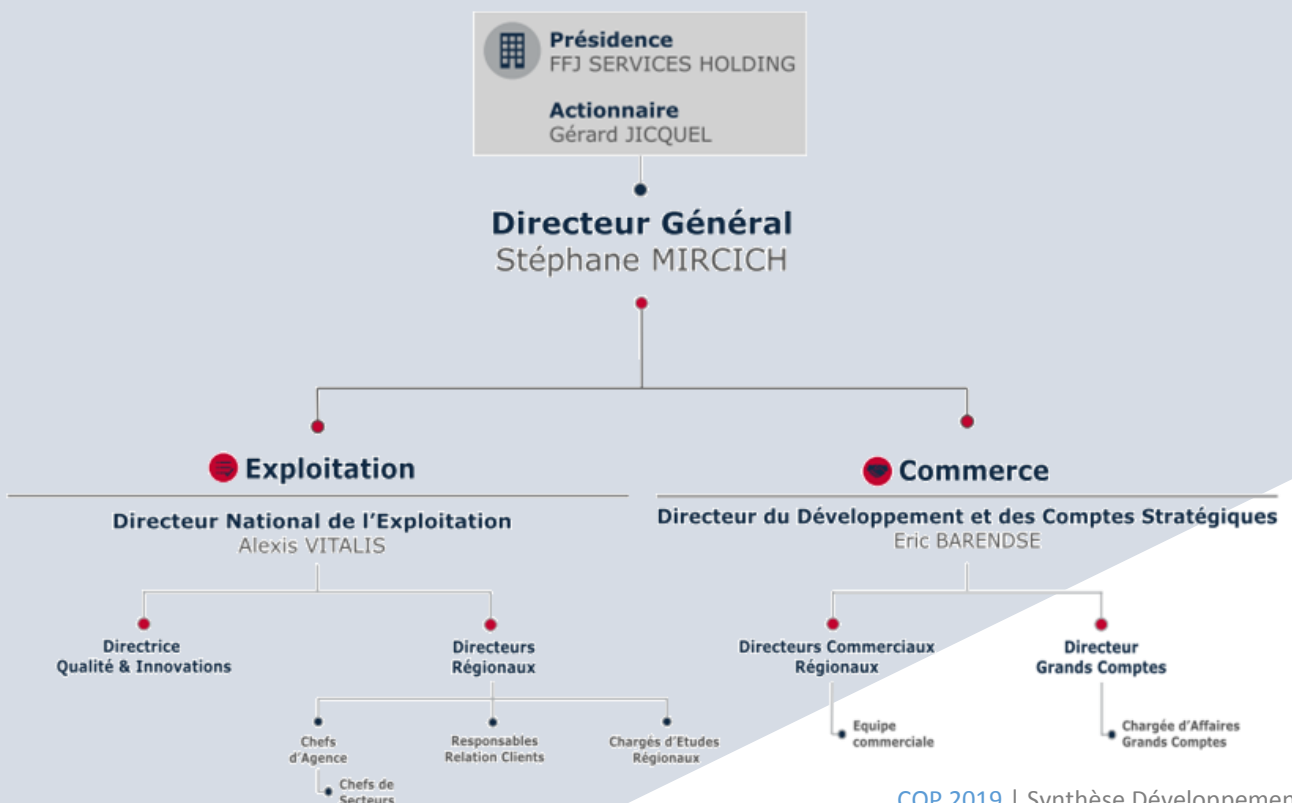 Présidence
FFJ SERVICES HOLDING
Actionnaire
Gérard JICQUEL
Directeur Général
Stéphane MIRCICH
Exploitation
Directeur National de l'Exploitation
Alexis VITALIS
Directrice
Qualité & Innovations
Directeurs
Régionaux
Chefs
d'Agence
Chefs de
Secteurs
Responsables
Relation Clients
Chargés d'Etudes
Régionaux
Commerce
Directeur du Développement et des Comptes Stratégiques
Eric BARENDSE
Directeurs Commerciaux
Régionaux
Equipe
commerciale
Directeur
Grands Comptes
Chargée d'Affaires
Grands Comptes
COP 2019 | Synthèse Développemen